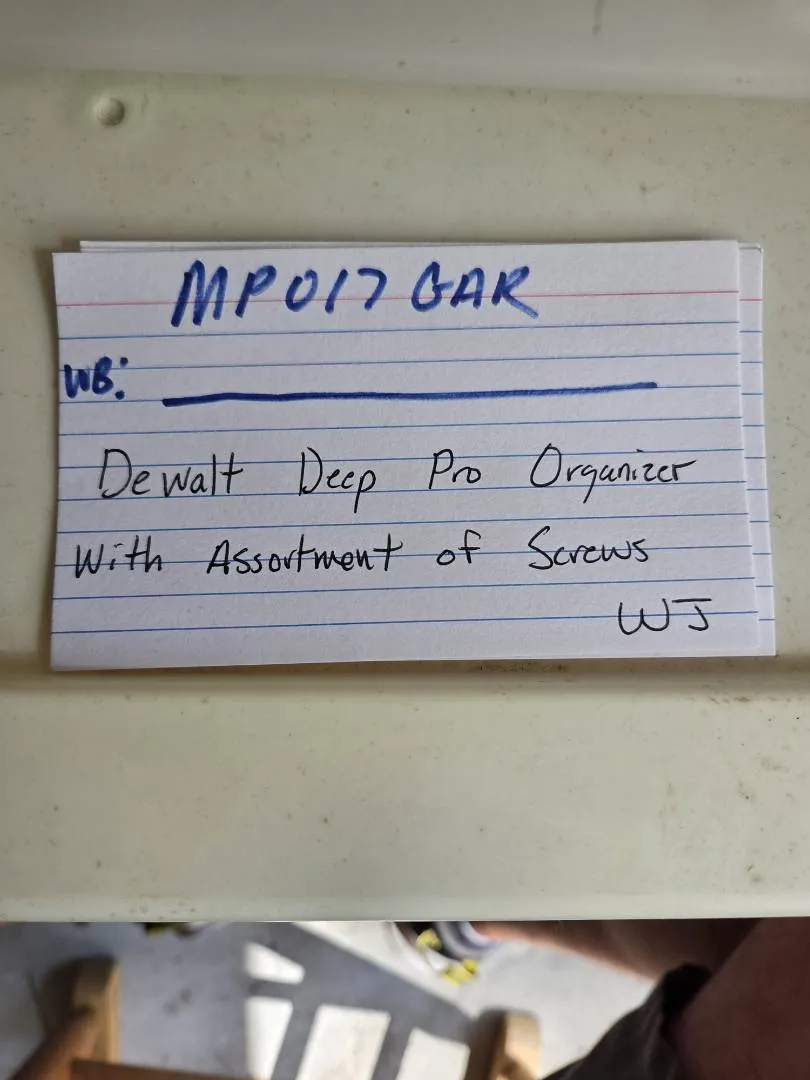 MP017 GAR
WB:
Dewalt Deep Pro Organizer
With Assortment of Screws
WJ